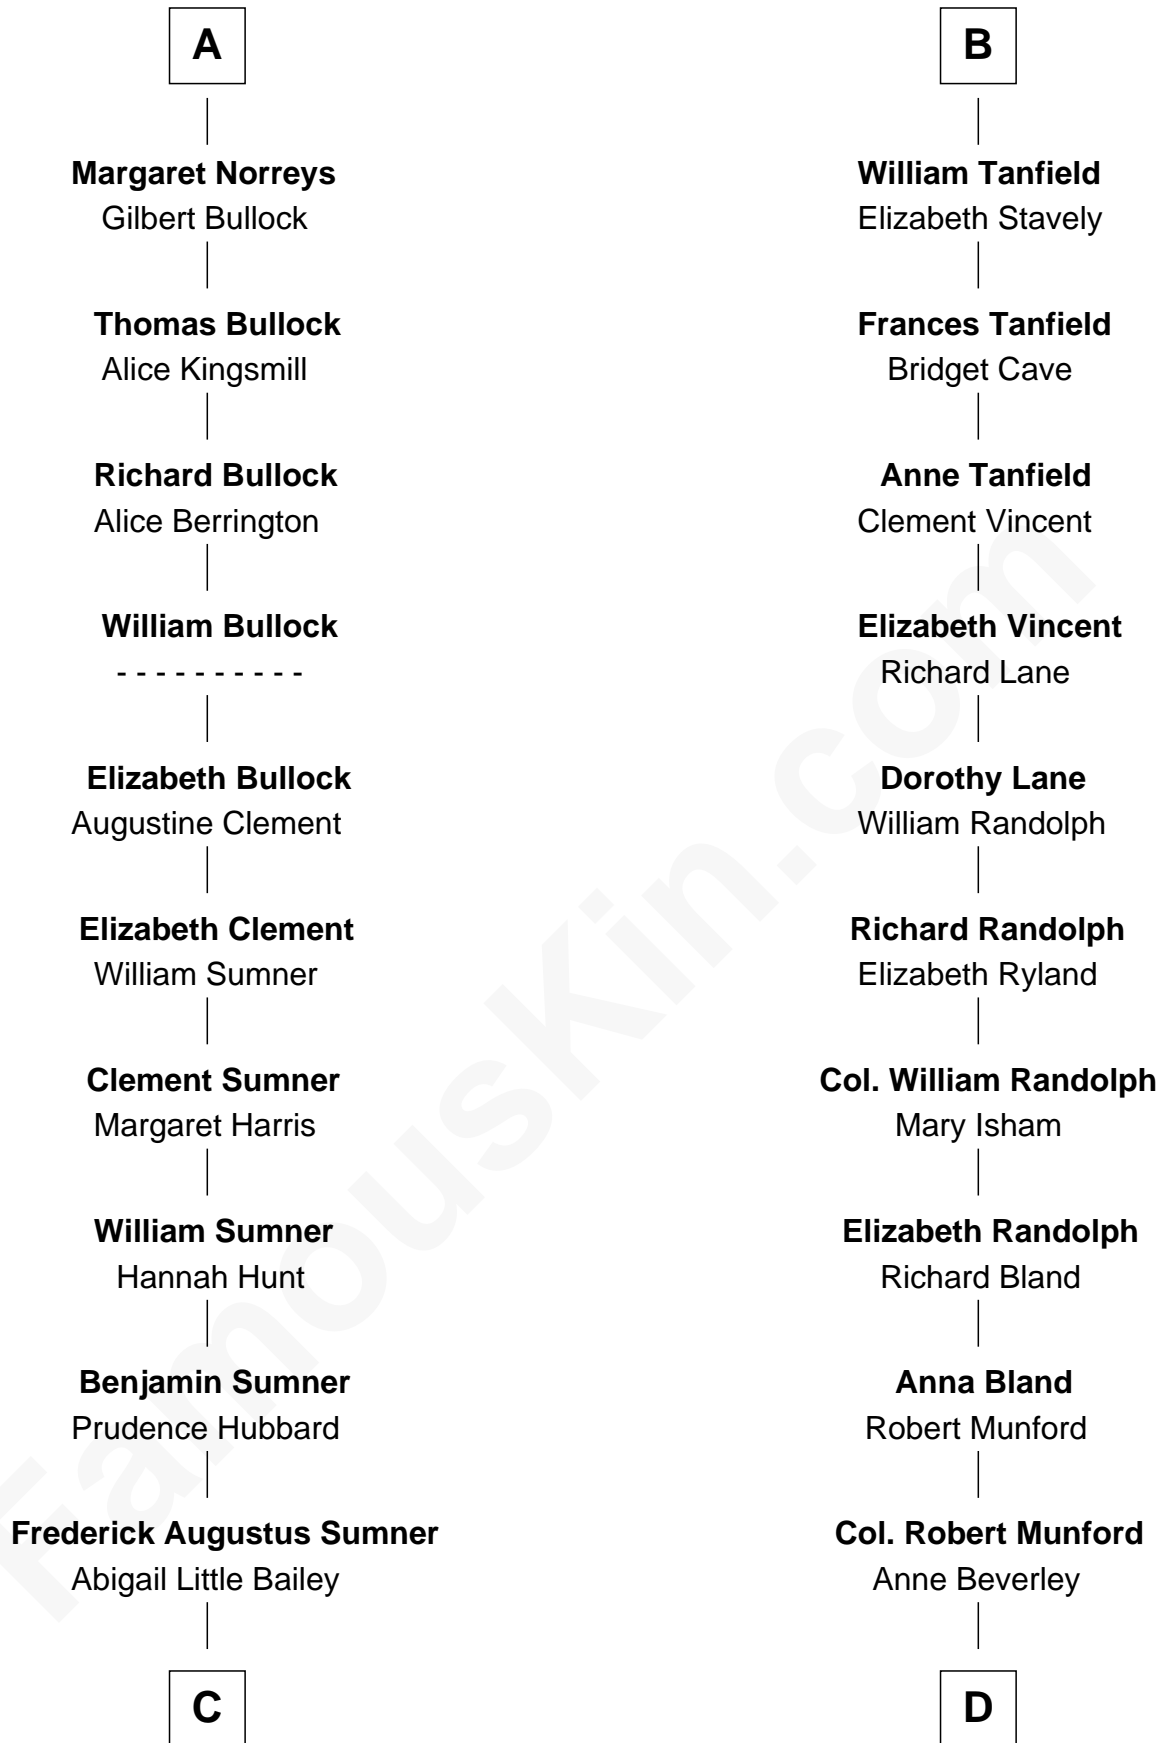 A
Margaret Norreys
Gilbert Bullock
Thomas Bullock
Alice Kingsmill
Richard Bullock
Alice Berrington
William Bullock
- - - - - - - - - -
Elizabeth Bullock
Augustine Clement
Elizabeth Clement
William Sumner
Clement Sumner
Margaret Harris
William Sumner
Hannah Hunt
Benjamin Sumner
Prudence Hubbard
Frederick Augustus Sumner
Abigail Little Bailey
C
B
William Tanfield
Elizabeth Stavely
Frances Tanfield
Bridget Cave
Anne Tanfield
Clement Vincent
Elizabeth Vincent
Richard Lane
Dorothy Lane
William Randolph
Richard Randolph
Elizabeth Ryland
Col. William Randolph
Mary Isham
Elizabeth Randolph
Richard Bland
Anna Bland
Robert Munford
Col. Robert Munford
Anne Beverley
D
FamousKin.com